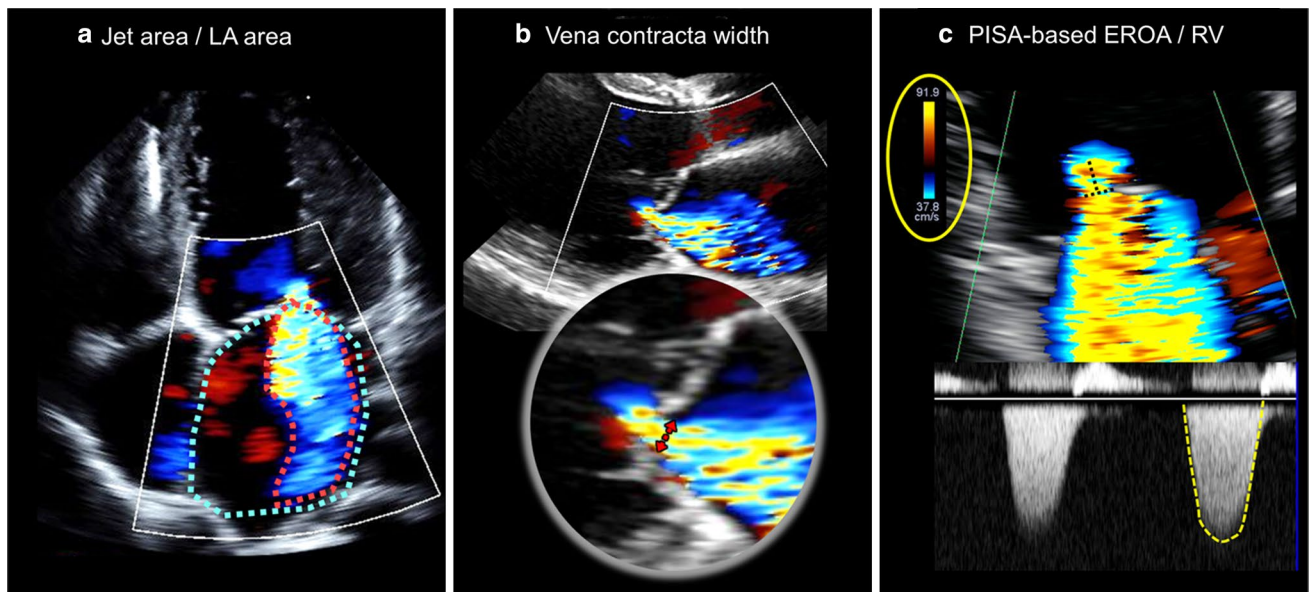 a Jet area / LA area
b Vena contracta width
c PISA-based EROA / RV
91.9
37.8
cm/s